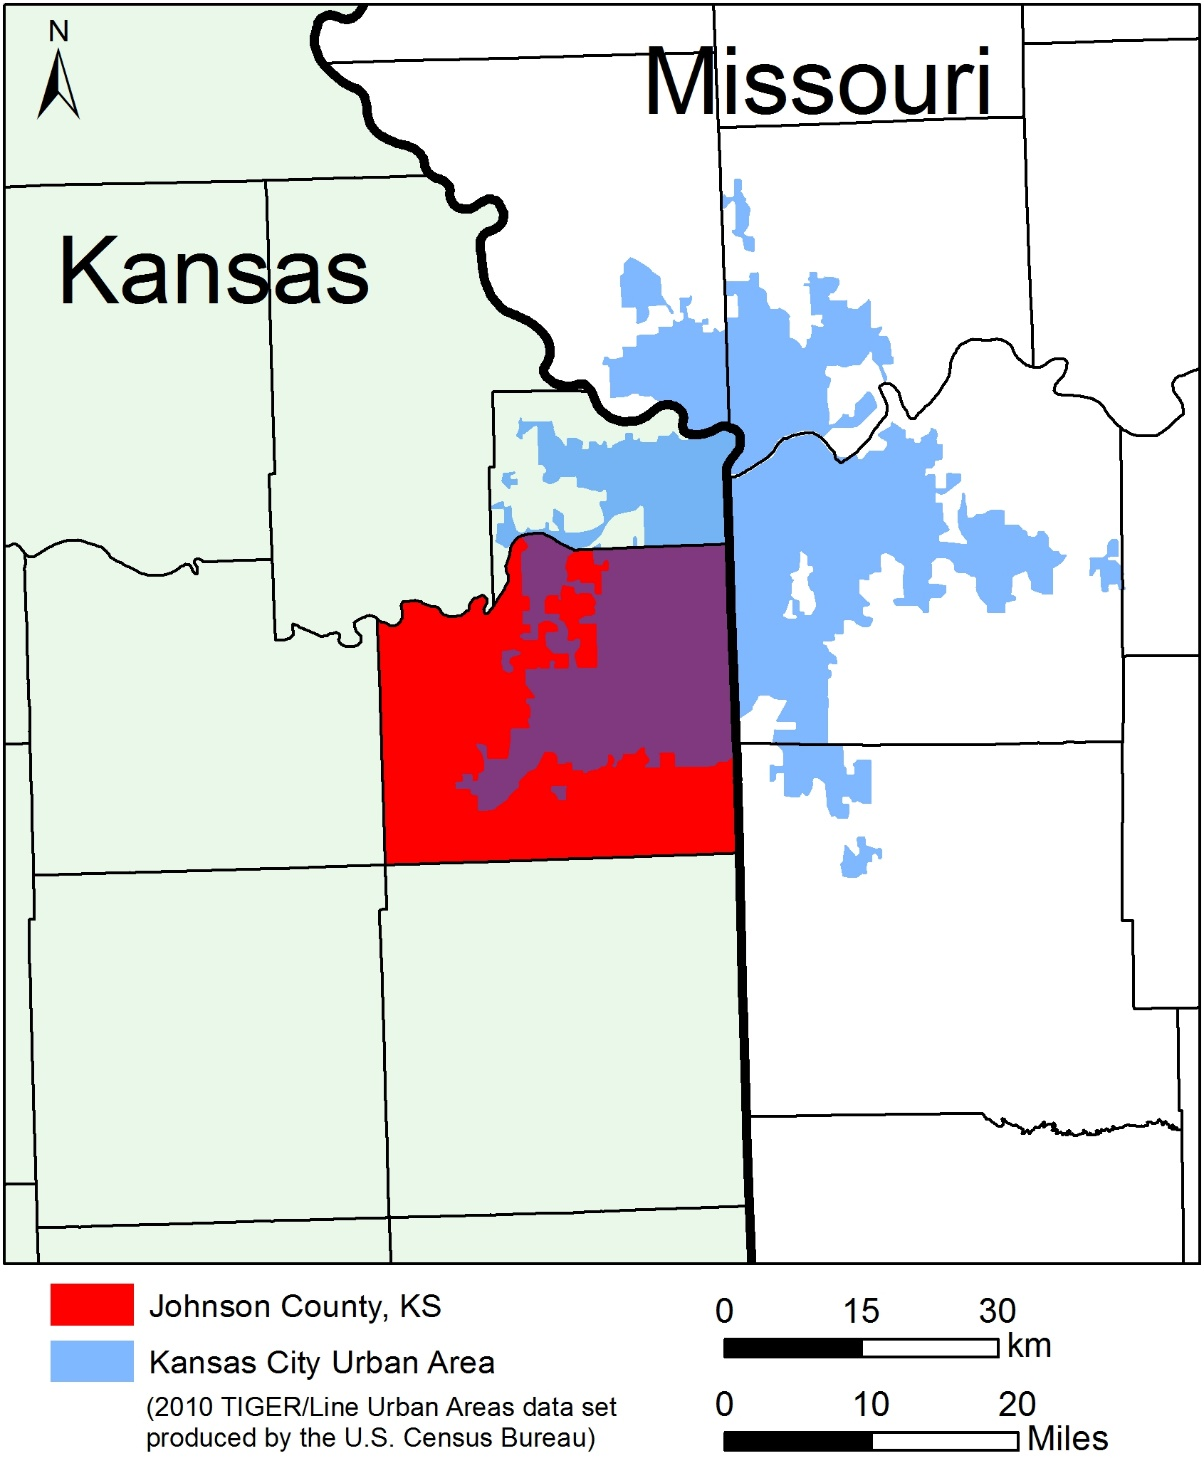 N
Missouri
Kansas
Johnson County, KS
Kansas City Urban Area
(2010 TIGER/Line Urban Areas data set
produced by the U.S. Census Bureau)
0 15 30
km
0 10 20
Miles